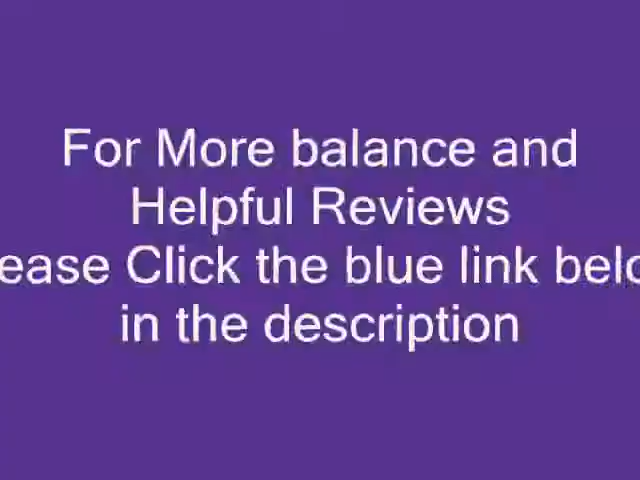 For More balance and
Helpful Reviews
ease Click the blue link belo
in the description